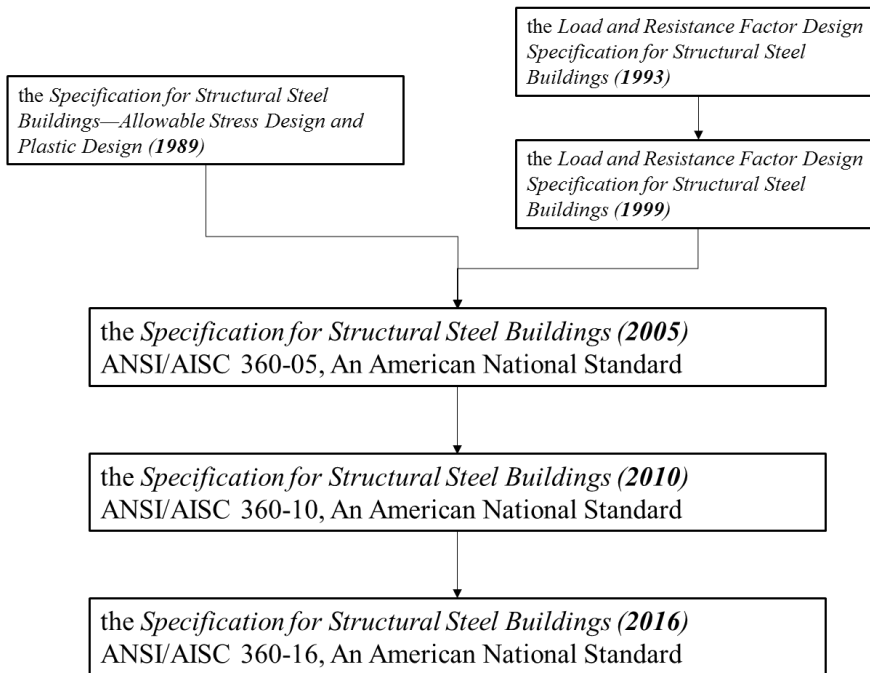 the Load and Resistance Factor Design
Specification for Structural Steel
Buildings (1993)
the Specification for Structural Steel
Buildings—Allowable Stress Design and
Plastic Design (1989)
the Load and Resistance Factor Design
Specification for Structural Steel
Buildings (1999)
the Specification for Structural Steel Buildings (2005)
ANSI/AISC 360-05, An American National Standard
the Specification for Structural Steel Buildings (2010)
ANSI/AISC 360-10, An American National Standard
the Specification for Structural Steel Buildings (2016)
ANSI/AISC 360-16, An American National Standard